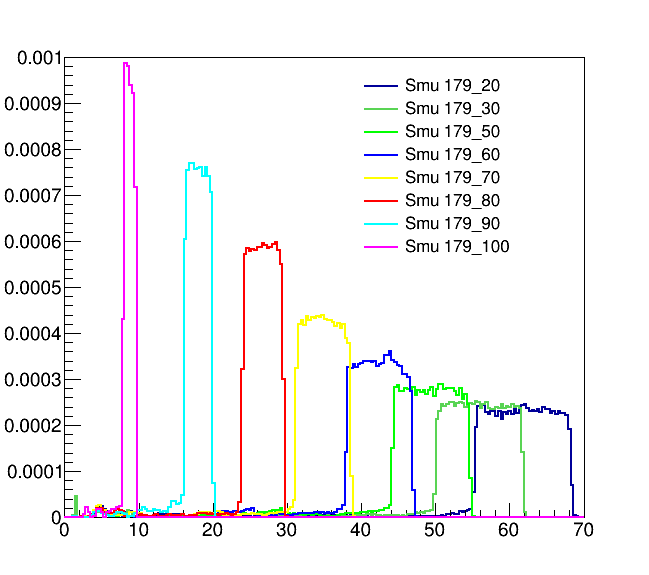 0.001
0.0009
0.0008
0.0007
0.0006
0.0005
0.0004
0.0003
0.0002
0.0001
0
Smu 179_20
Smu 179_30
Smu 179_50
Smu 179_60
Smu 179_70
Smu 179_80
Smu 179_90
Smu 179_100
0 10 20 30 40 50 60 70